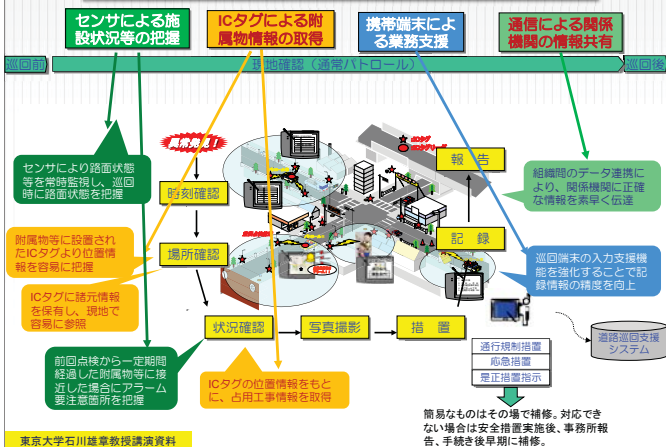 センサによる施
設状況等の把握
ICタグによる附
属物情報の取得
携帯端末によ
る業務支援
通信による関係
機関の情報共有
巡回前
現地確認（通常パトロール）
巡回後
異常発見！
ICタグ
報 告
センサにより路面状態
等を常時監視し、巡回
時に路面状態を把握
時刻確認
組織間のデータ連携に
より、関係機関に正確
な情報を素早く伝達
附属物等に設置され
たICタグより位置情
報を容易に把握
場所確認
記 録
巡回端末の入力支援機
能を強化することで記
録情報の精度を向上
ICタグに諸元情報
を保有し、現地で
容易に参照
状況確認
写真撮影
措 置
道路巡回支援
システム
通行規制措置
応急措置
是正措置指示
前回点検から一定期間
経過した附属物等に接
近した場合にアラーム
要注意箇所を把握
ICタグの位置情報をもと
に、占用工事情報を取得
簡易なものはその場で補修。対応でき
ない場合は安全措置実施後、事務所報
告、手続き後早期に補修。
東京大学石川雄章教授講演資料